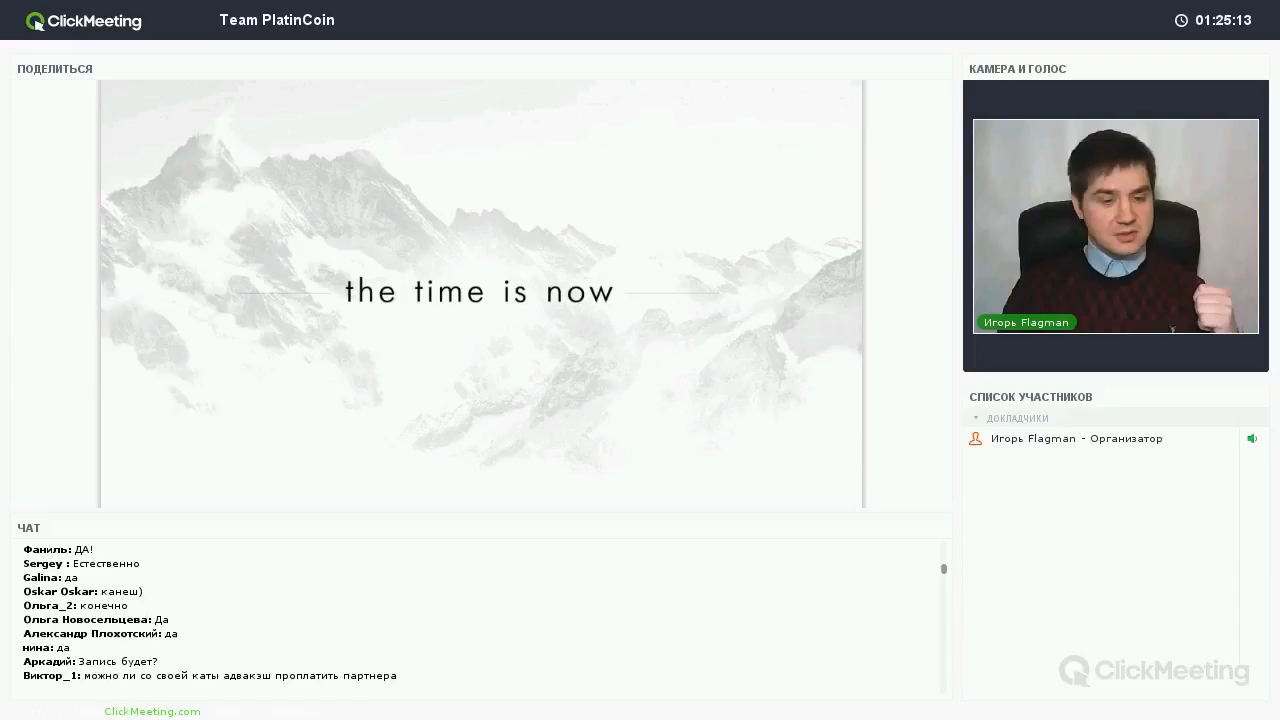 ClickMeeting
Team PlatinCoin
01:25:13
ПОДЕЛИТЬСЯ
the time is now
КАМЕРА И ГОЛОС
Игорь Flagman
СПИСОК УЧАСТНИКОВ
ДОКЛАДЧИКИ
Игорь Flagman - Организатор
ЧАТ
Фаниль: ДА!
Sergey : Естественно
Galina: да
Oskar Oskar: канеш)
Ольга_2: конечно
Ольга Новосельцева: Да
Александр Плохотский: да
нина: да
Аркадий: Запись будет?
Виктор_1: можно ли со своей каты адвакэш проплатить партнера
ClickMeeting
ClickMeeting.com